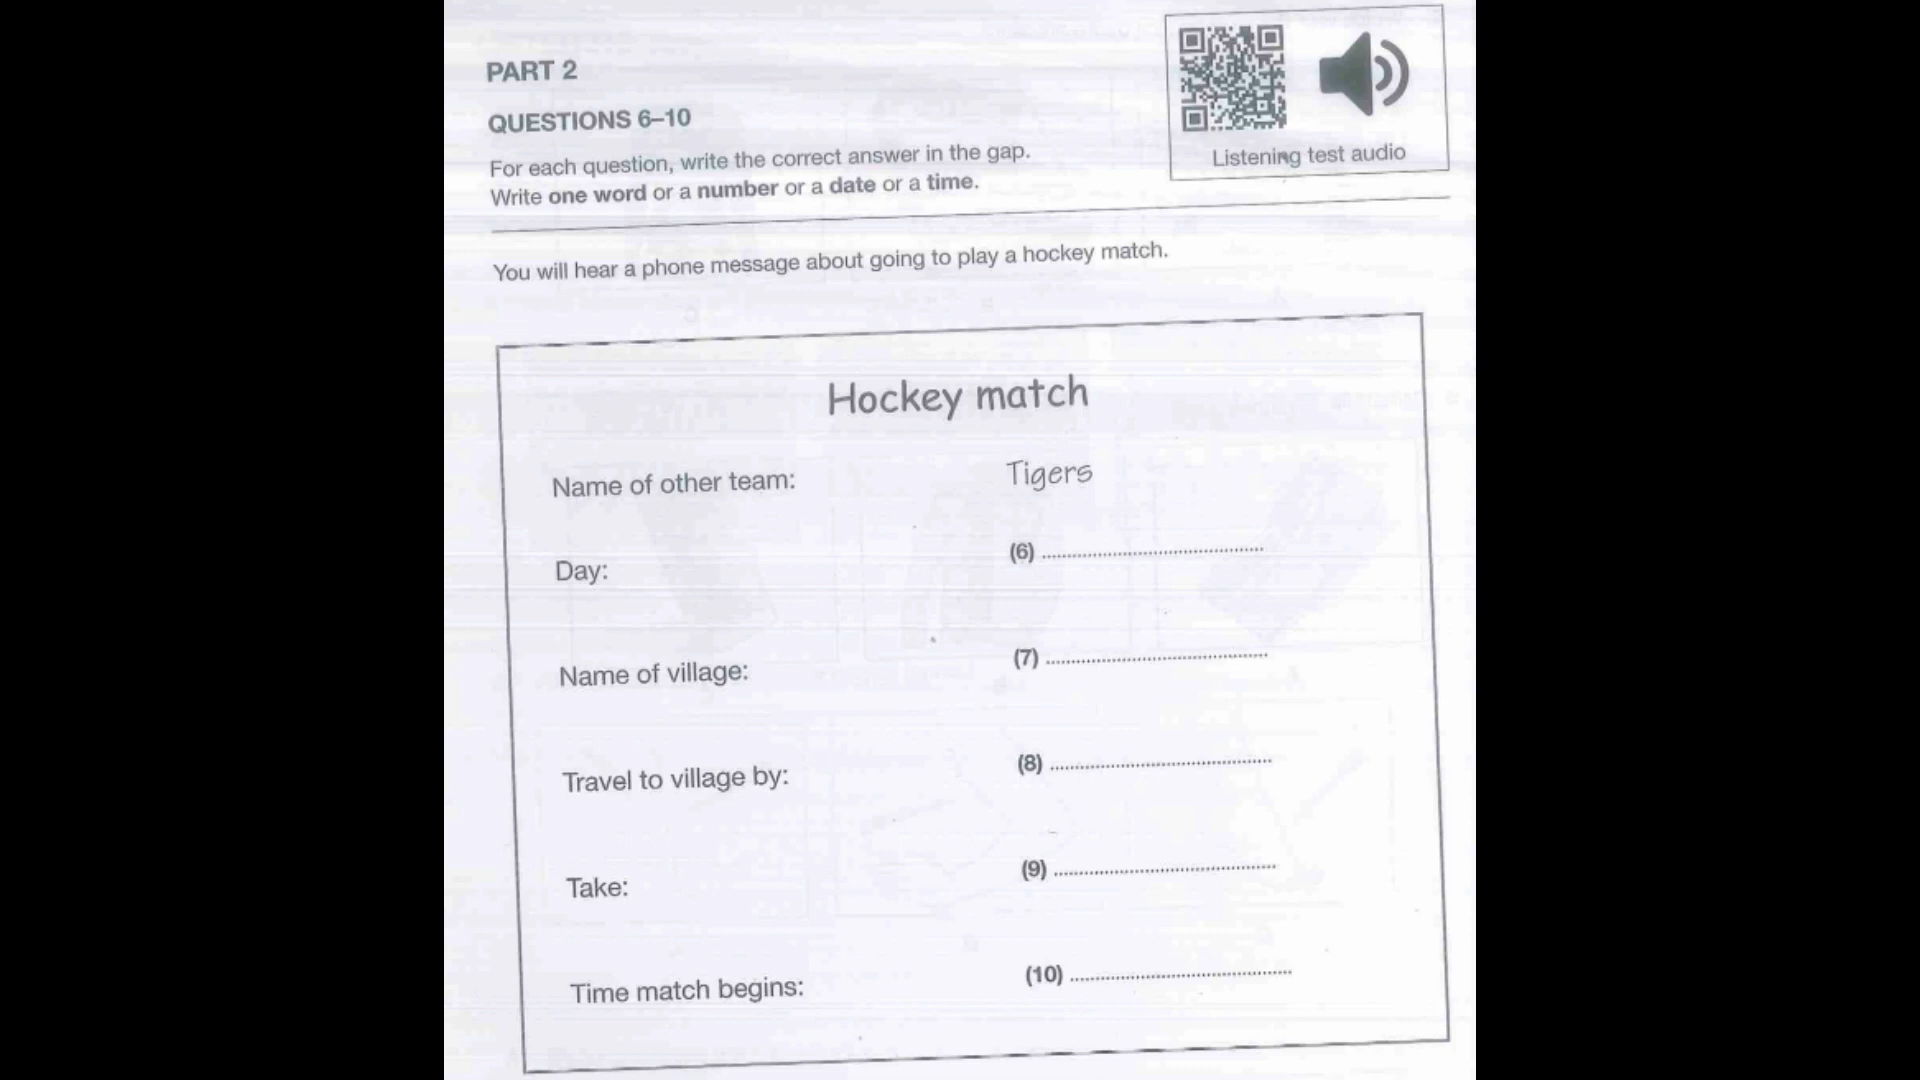 PART 2
QUESTIONS 6–10
For each question, write the correct answer in the gap.
Write one word or a number or a date or a time.
Listening test audio
You will hear a phone message about going to play a hockey match.
Hockey match
Name of other team: Tigers
Day: (6) ............................................
Name of village: (7) ............................................
Travel to village by: (8) ............................................
Take: (9) ............................................
Time match begins: (10) ............................................